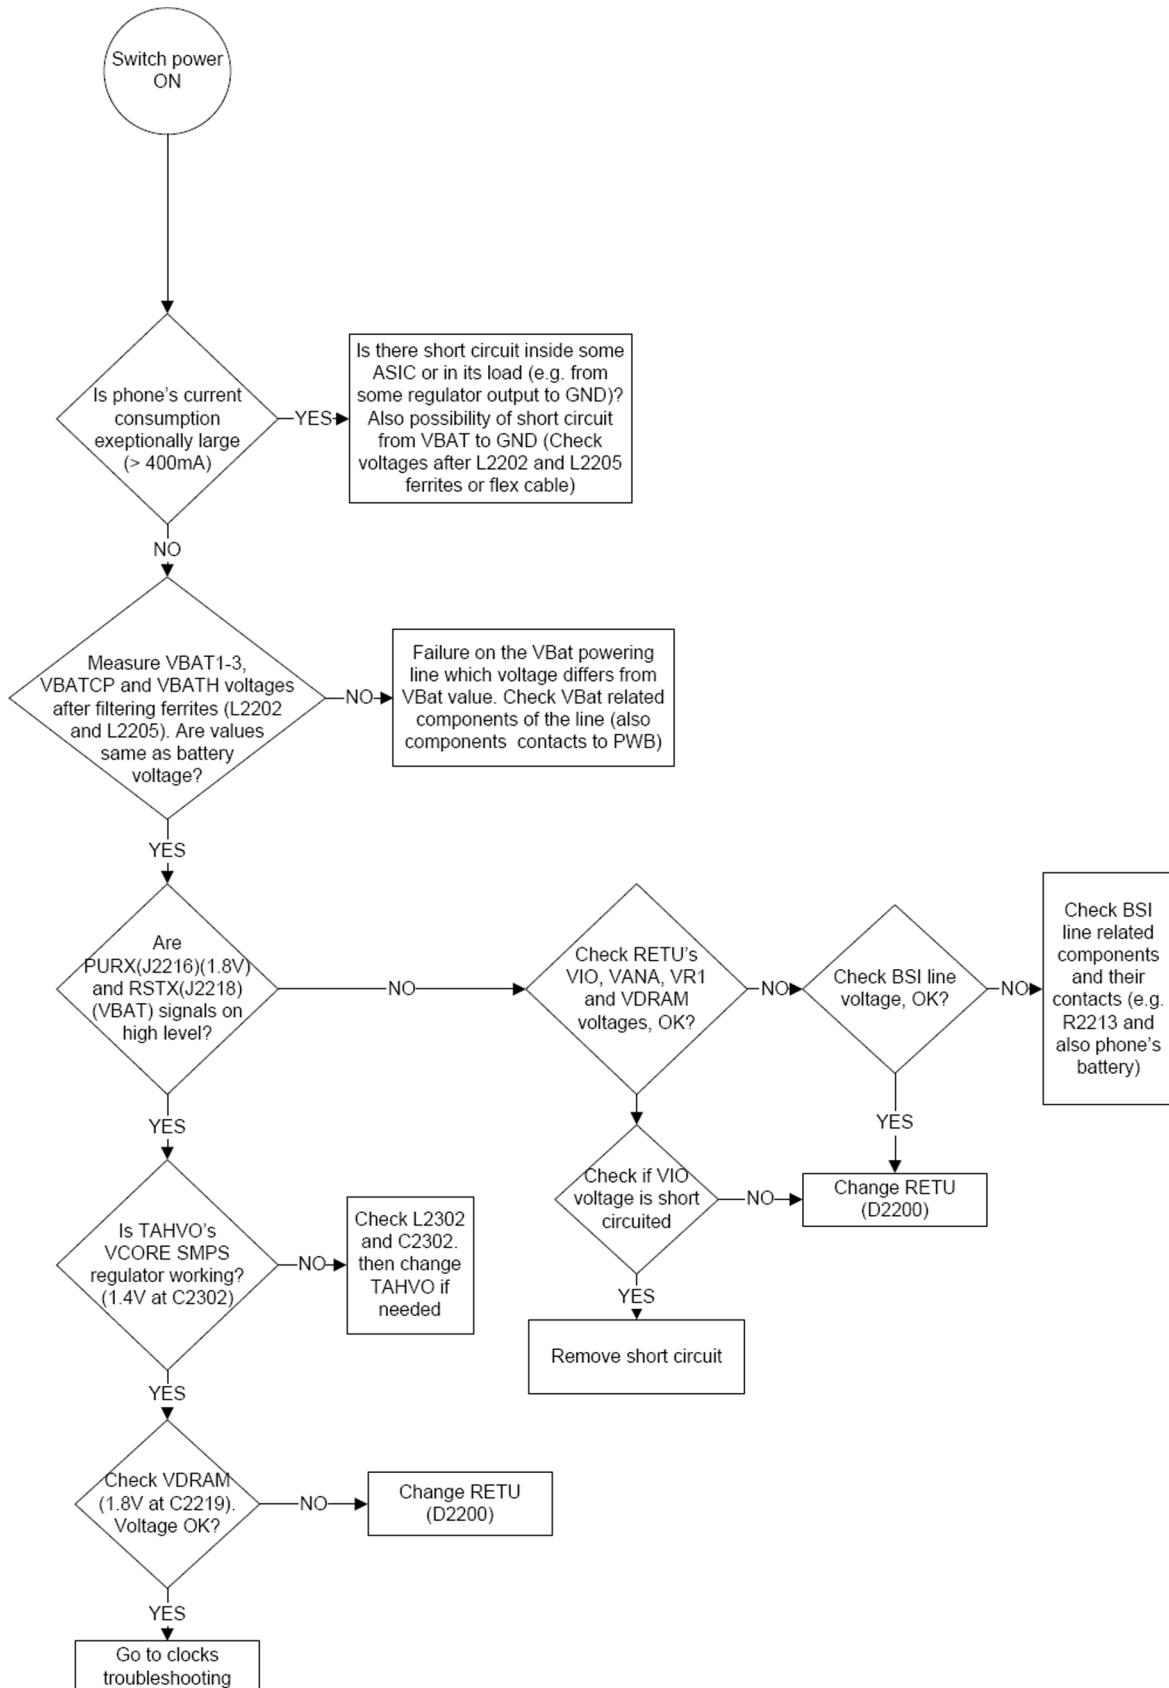 Switch power
ON
Is phone's current
consumption
exeptionally large
(> 400mA)
YES
Is there short circuit inside some
ASIC or in its load (e.g. from
some regulator output to GND)?
Also possibility of short circuit
from VBAT to GND (Check
voltages after L2202 and L2205
ferrites or flex cable)
NO
Measure VBAT1-3,
VBATCP and VBATH voltages
after filtering ferrites (L2202
and L2205). Are values
same as battery
voltage?
NO
Failure on the VBat powering
line which voltage differs from
VBat value. Check VBat related
components of the line (also
components contacts to PWB)
YES
Are
PURX(J2216)(1.8V)
and RSTX(J2218)
(VBAT) signals on
high level?
NO
Check RETU's
VIO, VANA, VR1
and VDRAM
voltages, OK?
NO
Check BSI line
voltage, OK?
NO
Check BSI
line related
components
and their
contacts (e.g.
R2213 and
also phone's
battery)
YES
YES
Check if VIO
voltage is short
circuited
NO
Change RETU
(D2200)
Is TAHVO's
VCORE SMPS
regulator working?
(1.4V at C2302)
NO
Check L2302
and C2302.
then change
TAHVO if
needed
YES
Remove short circuit
YES
Check VDRAM
(1.8V at C2219).
Voltage OK?
NO
Change RETU
(D2200)
YES
Go to clocks
troubleshooting